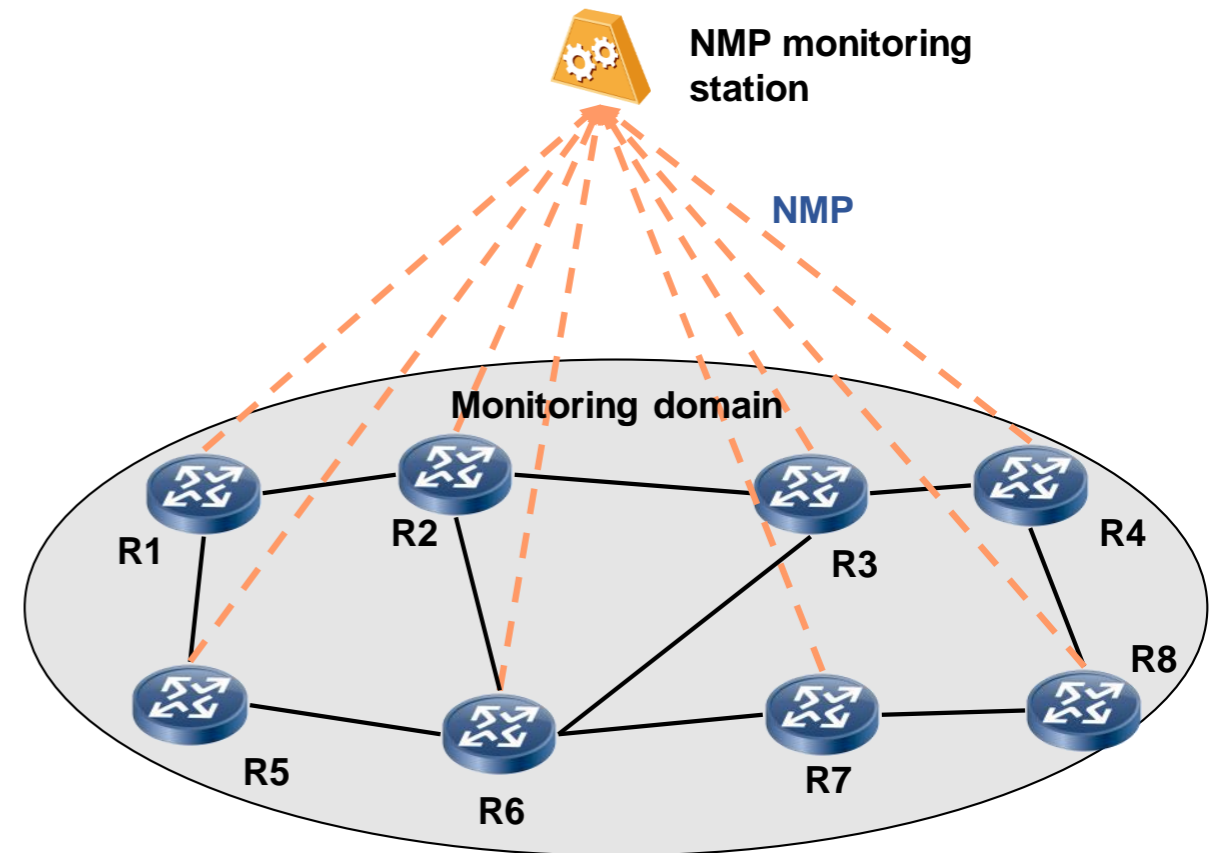 NMP monitoring
station
NMP
Monitoring domain
R1
R2
R3
R4
R5
R6
R7
R8